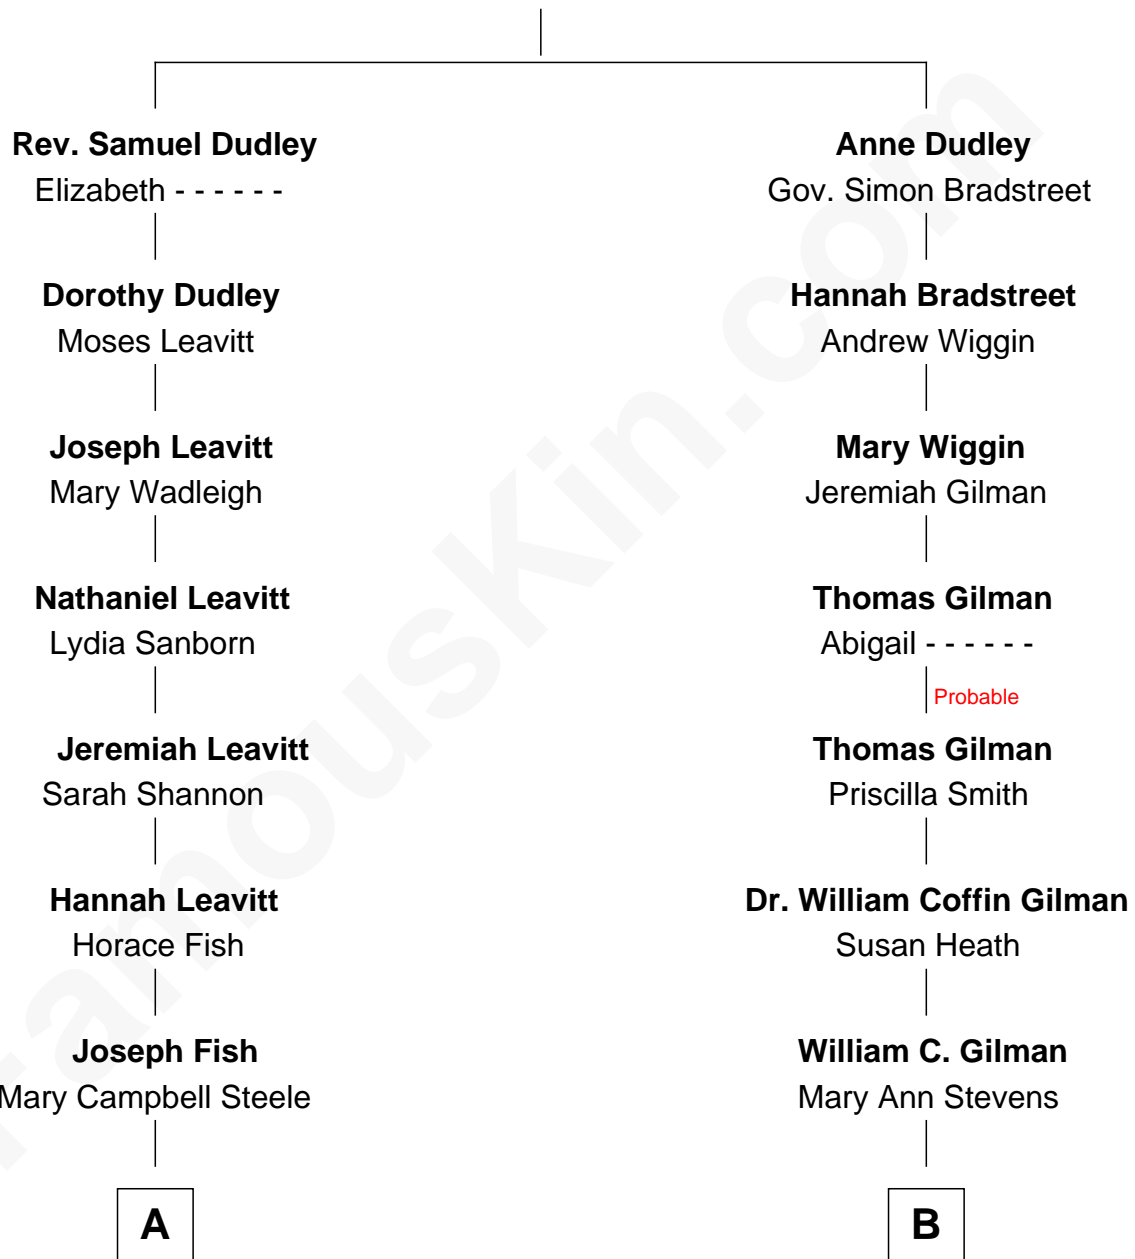 Rev. Samuel Dudley
Elizabeth - - - - - -
Dorothy Dudley
Moses Leavitt
Joseph Leavitt
Mary Wadleigh
Nathaniel Leavitt
Lydia Sanborn
Jeremiah Leavitt
Sarah Shannon
Hannah Leavitt
Horace Fish
Joseph Fish
Mary Campbell Steele
A
Anne Dudley
Gov. Simon Bradstreet
Hannah Bradstreet
Andrew Wiggin
Mary Wiggin
Jeremiah Gilman
Thomas Gilman
Abigail - - - - - -
Probable
Thomas Gilman
Priscilla Smith
Dr. William Coffin Gilman
Susan Heath
William C. Gilman
Mary Ann Stevens
B
FamousKin.com